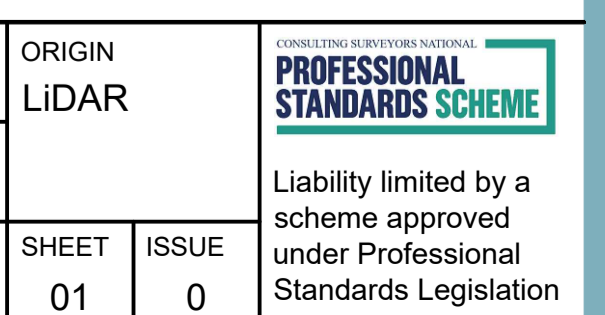 ORIGIN
LiDAR
CONSULTING SURVEYORS NATIONAL
PROFESSIONAL
STANDARDS SCHEME
Liability limited by a
scheme approved
under Professional
Standards Legislation
SHEET
01
ISSUE
0